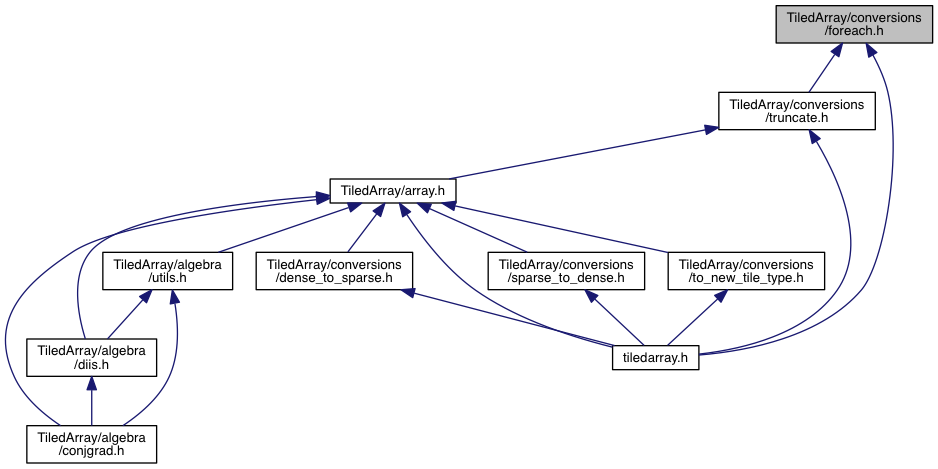 TiledArray/conversions
/foreach.h
TiledArray/conversions
/truncate.h
TiledArray/array.h
TiledArray/algebra
/utils.h
TiledArray/conversions
/dense_to_sparse.h
TiledArray/conversions
/sparse_to_dense.h
TiledArray/conversions
/to_new_tile_type.h
TiledArray/algebra
/diis.h
tiledarray.h
TiledArray/algebra
/conjgrad.h